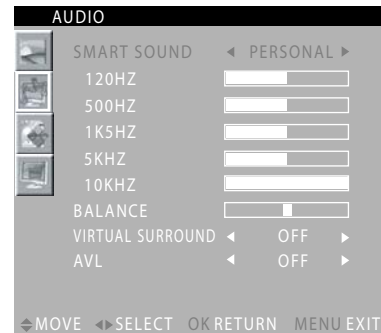 AUDIO
SMART SOUND ◄ PERSONAL ►
120HZ
500HZ
1K5HZ
5KHZ
10KHZ
BALANCE
VIRTUAL SURROUND ◄ OFF ►
AVL ◄ OFF ►
MOVE ◄►SELECT OK RETURN MENU EXIT